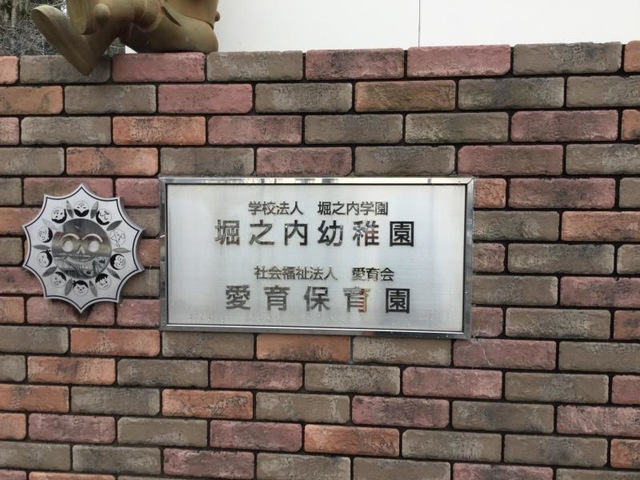 学校法人 堀之内学園
堀之内幼稚園
社会福祉法人 愛育会
愛育保育園